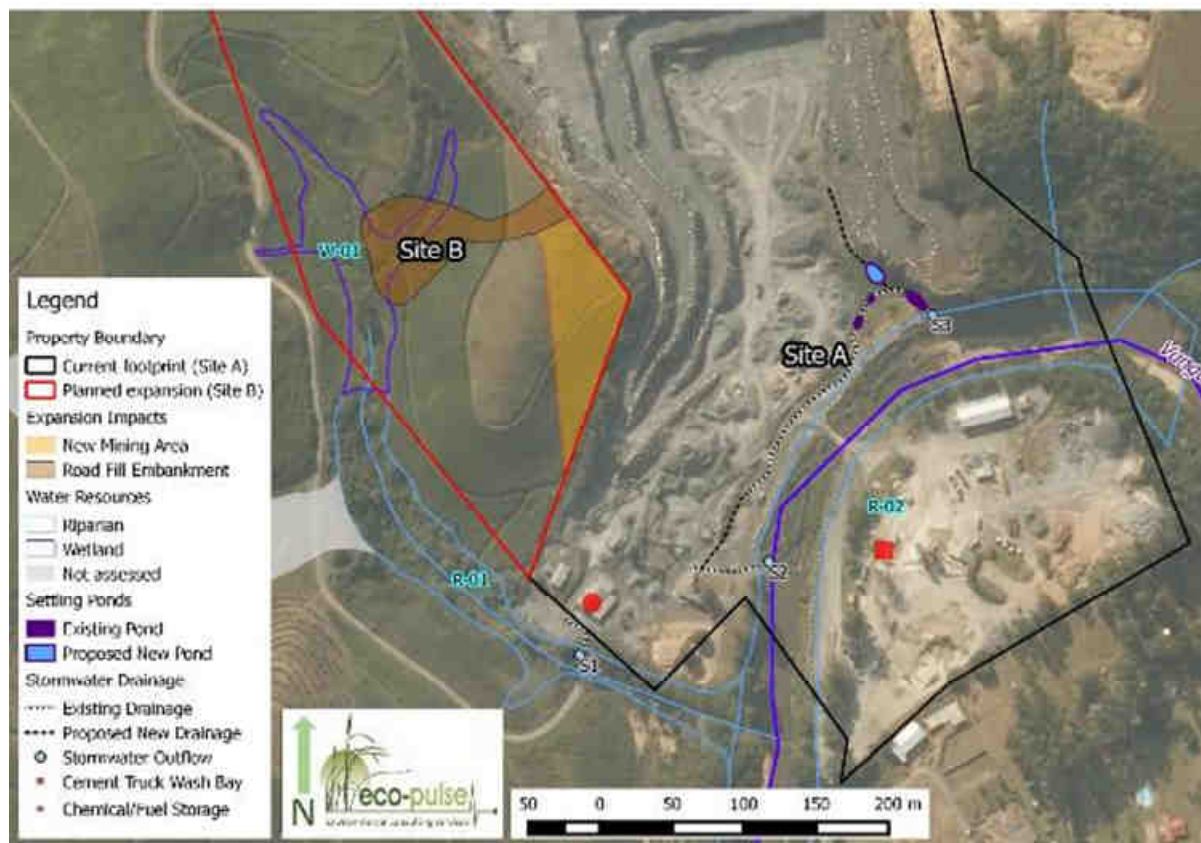 W-01
Site B
Site A
S3
R-02
S2
R-01
S1
Legend
Property Boundary
Current footprint (Site A)
Planned expansion (Site B)
Expansion Impacts
New Mining Area
Road Fill Embankment
Water Resources
Riparian
Wetland
Not assessed
Settling Ponds
Existing Pond
Proposed New Pond
Stormwater Drainage
Existing Drainage
Proposed New Drainage
Stormwater Outflow
Cement Truck Wash Bay
Chemical/Fuel Storage
N
eco-pulse
environmental consulting services
50 0 50 100 150 200 m